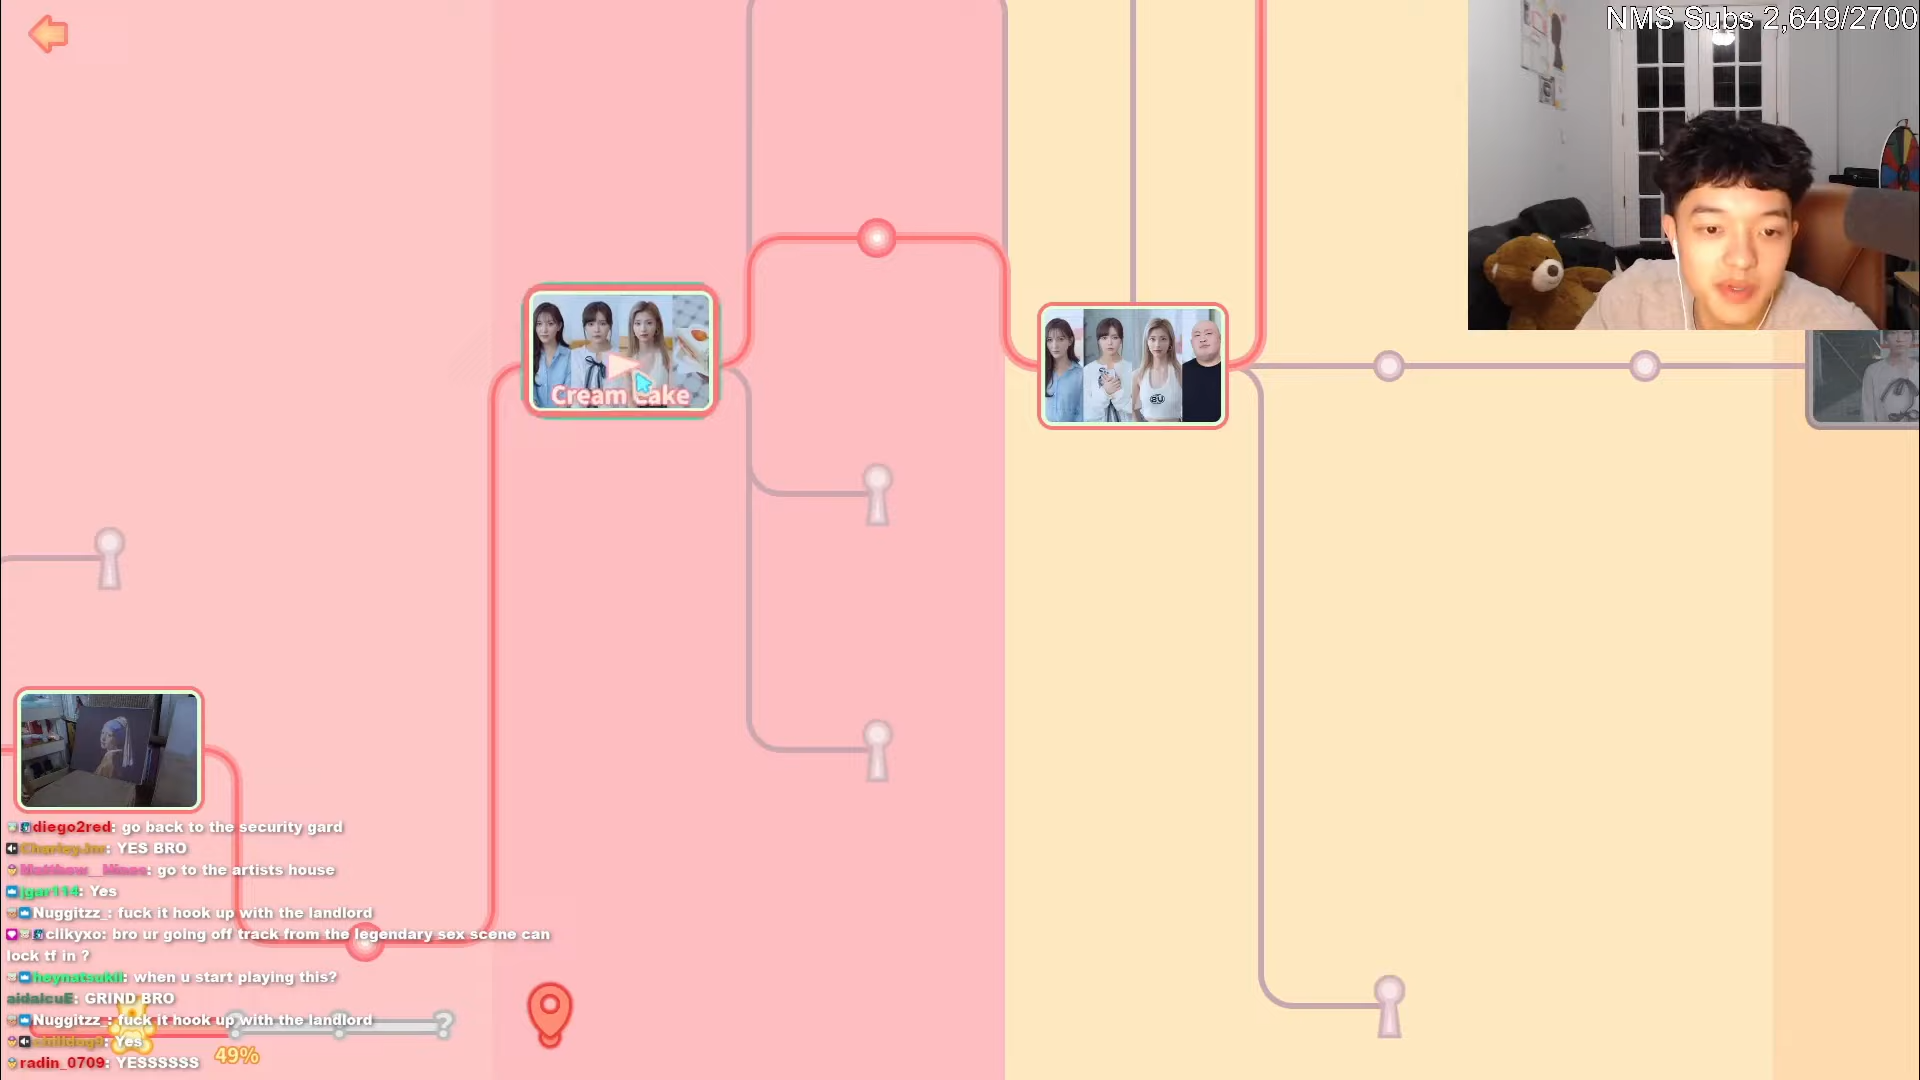 NMS Subs 2,649/2700
Cream Cake
diego2red: go back to the security gard
CharleyJnr: YES BRO
go to the artists house
jgar114: Yes
Nuggitzz_: fuck it hook up with the landlord
clikyxo: bro ur going off track from the legendary sex scene can
lock tf in ?
heynatsukii: when u start playing this?
aidalcuE: GRIND BRO
Nuggitzz_: fuck it hook up with the landlord
Yes
radin_0709: YESSSSSS
?
49%